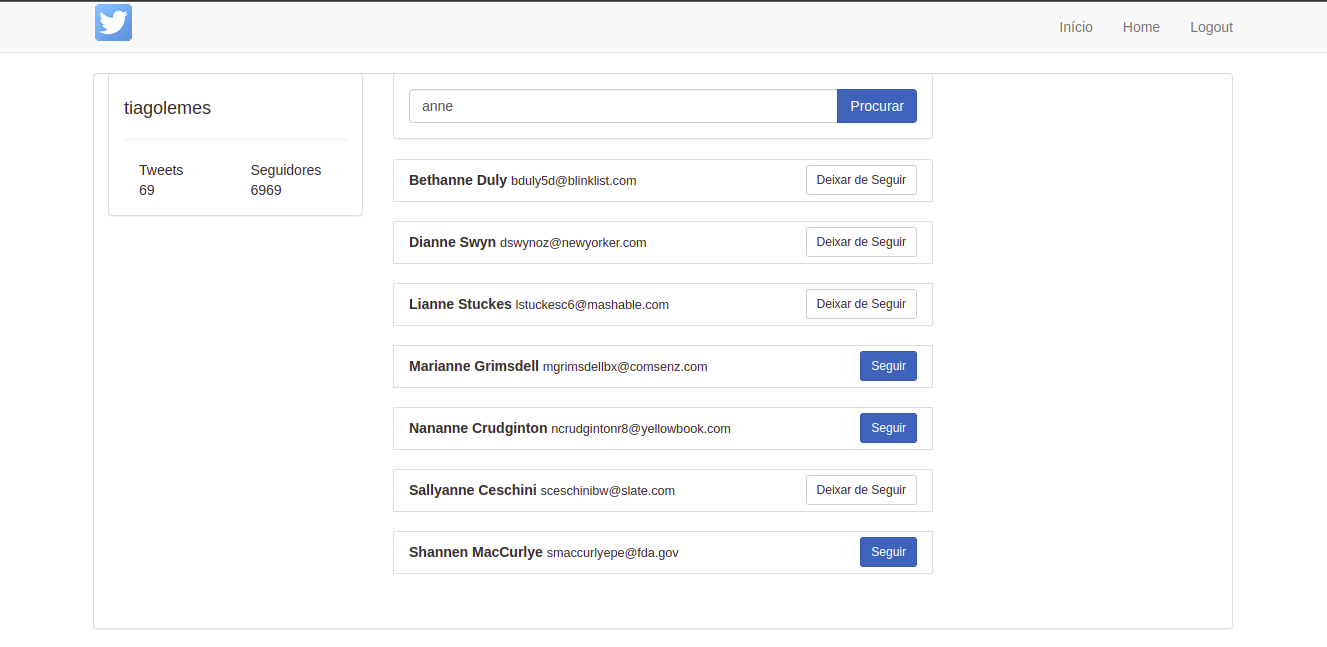 Início Home Logout
tiagolemes
Tweets Seguidores
69 6969
anne Procurar
Bethanne Duly bduly5d@blinklist.com Deixar de Seguir
Dianne Swyn dswynoz@newyorker.com Deixar de Seguir
Lianne Stuckes lstuckesc6@mashable.com Deixar de Seguir
Marianne Grimsdell mgrimsdellbx@comsenz.com Seguir
Nananne Crudginton ncrudgintonr8@yellowbook.com Seguir
Sallyanne Ceschini sceschinibw@slate.com Deixar de Seguir
Shannen MacCurlye smaccurlyepe@fda.gov Seguir